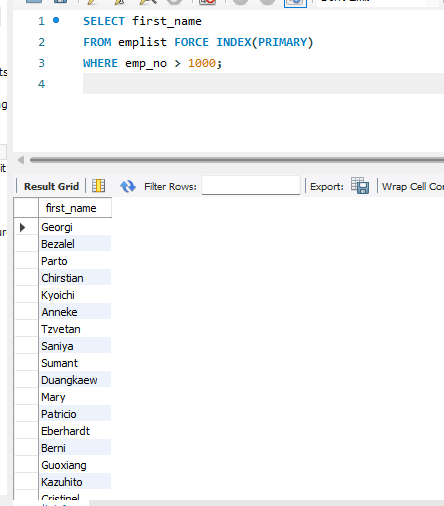 1 SELECT first_name
2 FROM emplist FORCE INDEX(PRIMARY)
3 WHERE emp_no > 1000;
4
Result Grid Filter Rows: Export: Wrap Cell Cor
first_name
Georgi
Bezalel
Parto
Chirstian
Kyoichi
Anneke
Tzvetan
Saniya
Sumant
Duangkaew
Mary
Patricio
Eberhardt
Berni
Guoxiang
Kazuhito
Cristinel